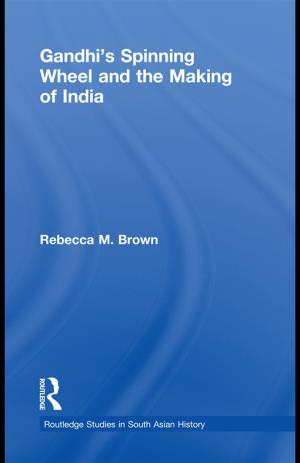 Gandhi's Spinning
Wheel and the Making
of India
Rebecca M. Brown
ROUTLEDGE
Routledge Studies in South Asian History